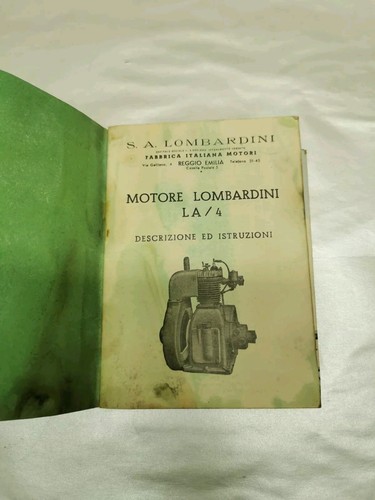 S. A. LOMBARDINI
FABBRICA ITALIANA MOTORI
REGGIO EMILIA
MOTORE LOMBARDINI
LA/4
DESCRIZIONE ED ISTRUZIONI